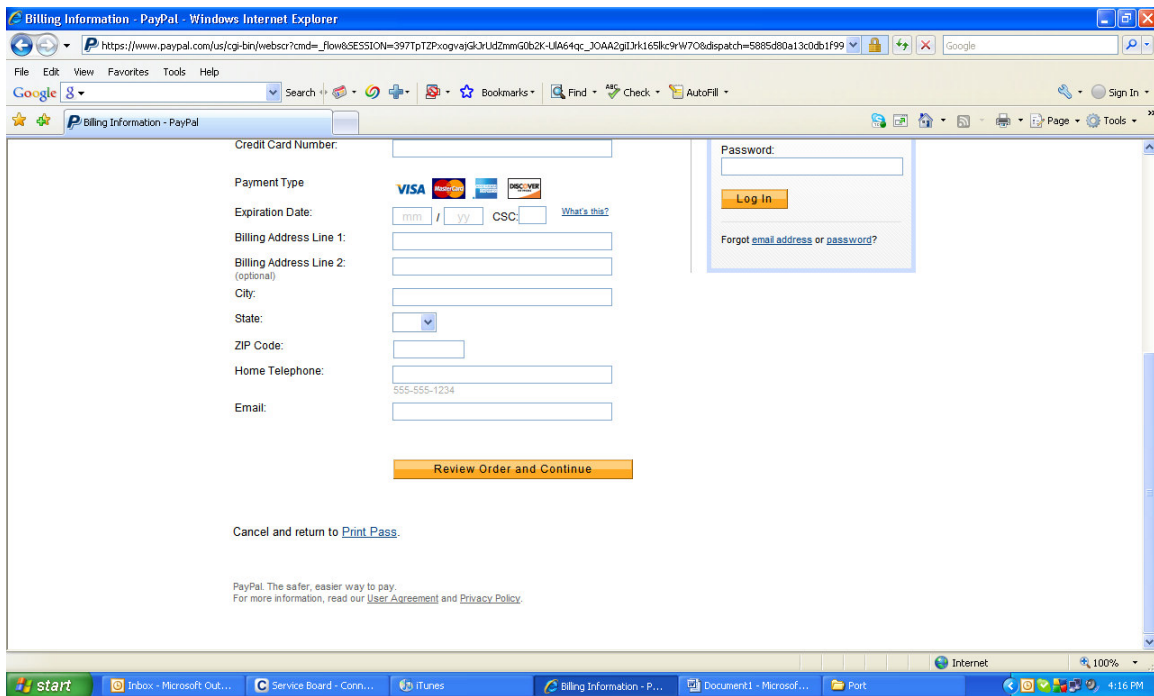 Billing Information - PayPal - Windows Internet Explorer
https://www.paypal.com/us/cgi-bin/webscr?cmd=_flow&SESSION=
Google
File Edit View Favorites Tools Help
Google Search Bookmarks Find Check AutoFill Sign In
Billing Information - PayPal
Page Tools
Credit Card Number:
Password:
Payment Type
VISA MasterCard DISCOVER
Log In
Expiration Date:
mm / yy CSC: What's this?
Billing Address Line 1:
Forgot email address or password?
Billing Address Line 2:
(optional)
City:
State:
ZIP Code:
Home Telephone:
555-555-1234
Email:
Review Order and Continue
Cancel and return to Print Pass.
PayPal. The safer, easier way to pay.
For more information, read our User Agreement and Privacy Policy.
Internet 100%
start Inbox - Microsoft Out... Service Board - Conn... iTunes Billing Information - P... Document1 - Microsof... Port 4:16 PM